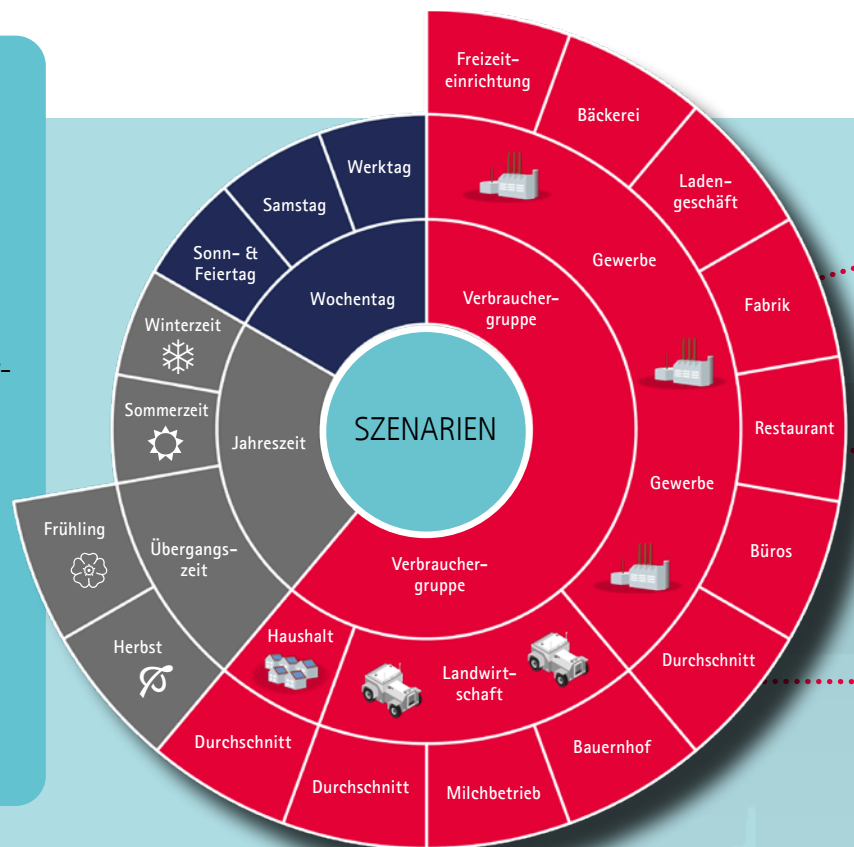 Freizeit-
einrichtung
Bäckerei
Laden-
geschäft
Fabrik
Restaurant
Büros
Durchschnitt
Bauernhof
Milchbetrieb
Durchschnitt
Durchschnitt
Gewerbe
Gewerbe
Landwirt-
schaft
Haushalt
Verbraucher-
gruppe
Verbraucher-
gruppe
Werktag
Samstag
Sonn- &
Feiertag
Wochentag
Winterzeit
Sommerzeit
Jahreszeit
Übergangs-
zeit
Frühling
Herbst
SZENARIEN
-